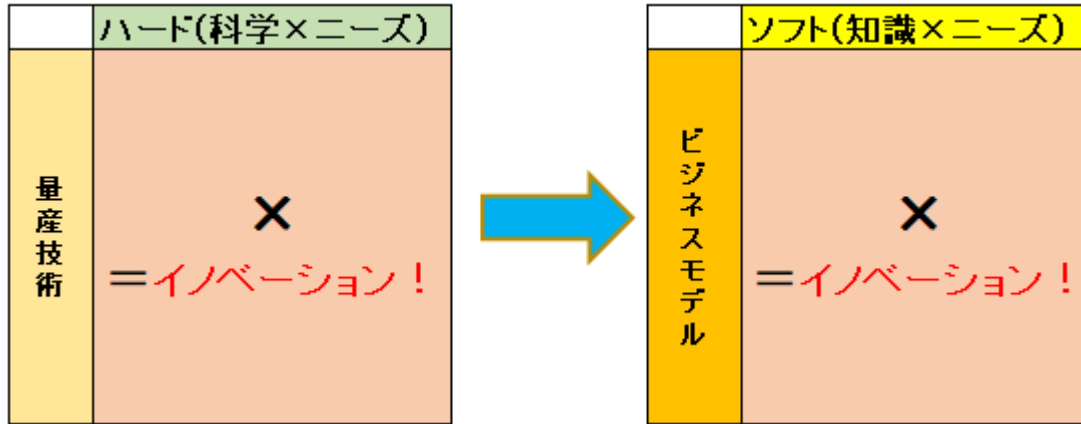 ハード(科学×ニーズ)
量産技術
×
＝イノベーション！
ソフト(知識×ニーズ)
ビジネスモデル
×
＝イノベーション！